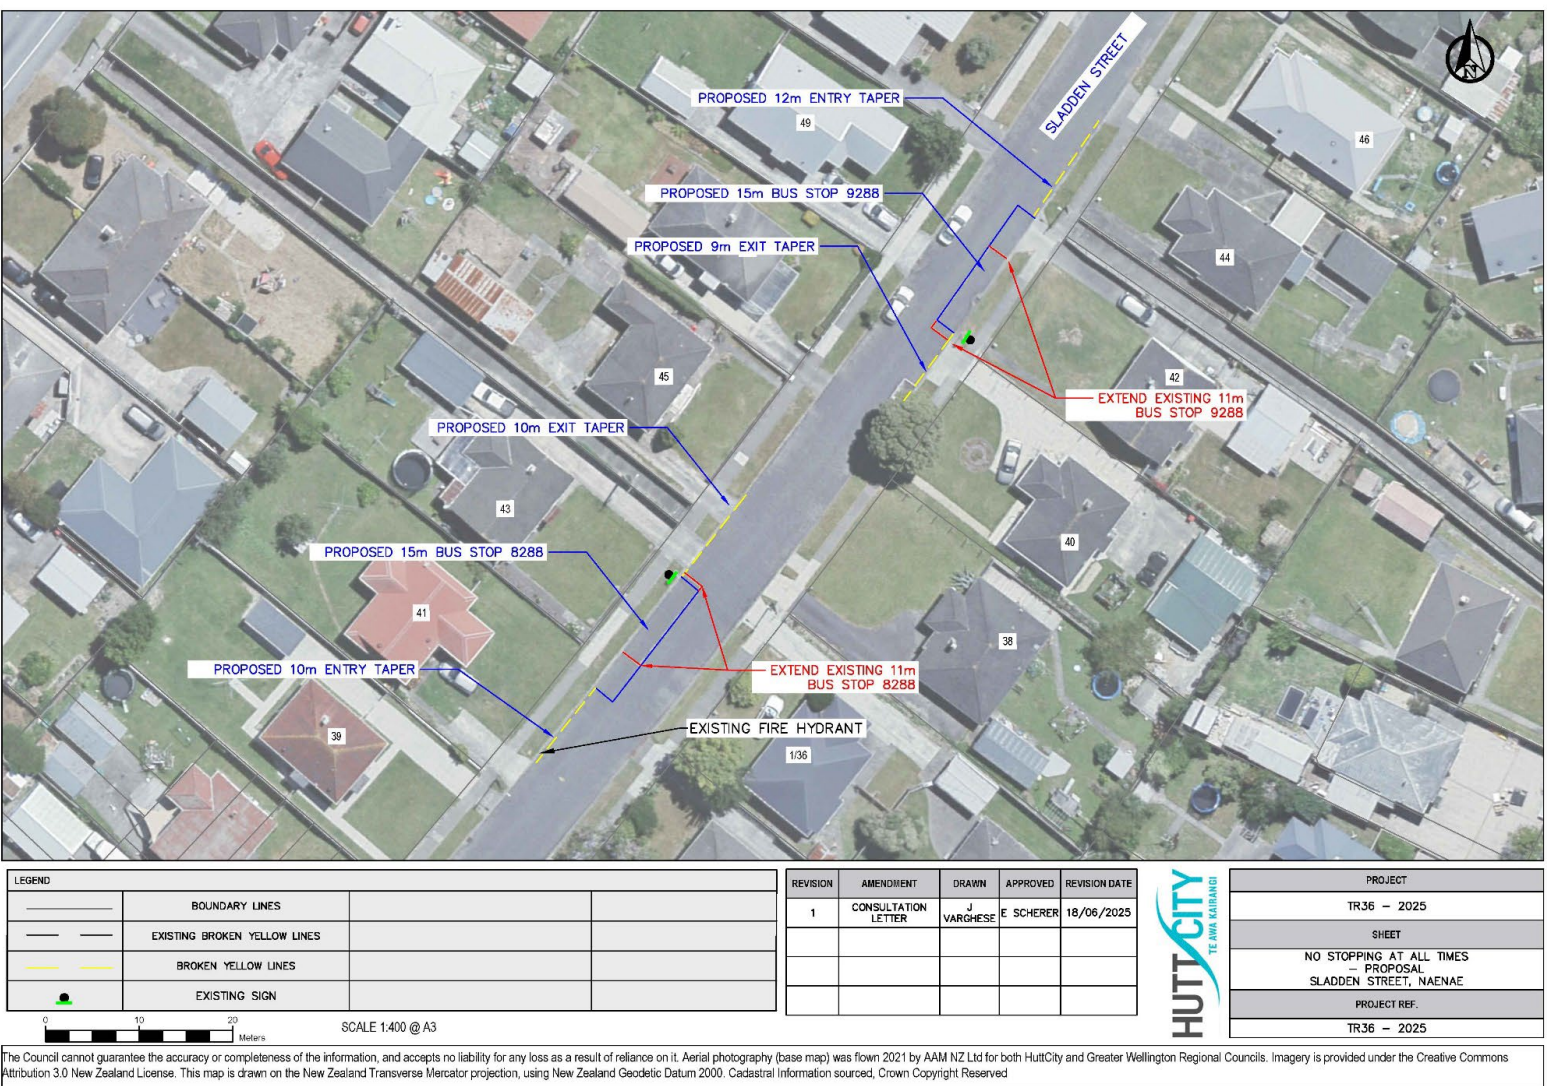 SLADDEN STREET
N
PROPOSED 12m ENTRY TAPER
49
46
PROPOSED 15m BUS STOP 9288
PROPOSED 9m EXIT TAPER
44
45
42
EXTEND EXISTING 11m
BUS STOP 9288
PROPOSED 10m EXIT TAPER
43
40
PROPOSED 15m BUS STOP 8288
41
38
PROPOSED 10m ENTRY TAPER
EXTEND EXISTING 11m
BUS STOP 8288
39
EXISTING FIRE HYDRANT
1/36
LEGEND
BOUNDARY LINES
EXISTING BROKEN YELLOW LINES
BROKEN YELLOW LINES
EXISTING SIGN
0 10 20
Meters
SCALE 1:400 @ A3
REVISION AMENDMENT DRAWN APPROVED REVISION DATE
1 CONSULTATION LETTER J VARGHESE E SCHERER 18/06/2025
HUTT CITY
TE AWA KAIRANGI
PROJECT
TR36 - 2025
SHEET
NO STOPPING AT ALL TIMES
- PROPOSAL
SLADDEN STREET, NAENAE
PROJECT REF.
TR36 - 2025
The Council cannot guarantee the accuracy or completeness of the information, and accepts no liability for any loss as a result of reliance on it. Aerial photography (base map) was flown 2021 by AAM NZ Ltd for both HuttCity and Greater Wellington Regional Councils. Imagery is provided under the Creative Commons
Attribution 3.0 New Zealand License. This map is drawn on the New Zealand Transverse Mercator projection, using New Zealand Geodetic Datum 2000. Cadastral Information sourced, Crown Copyright Reserved